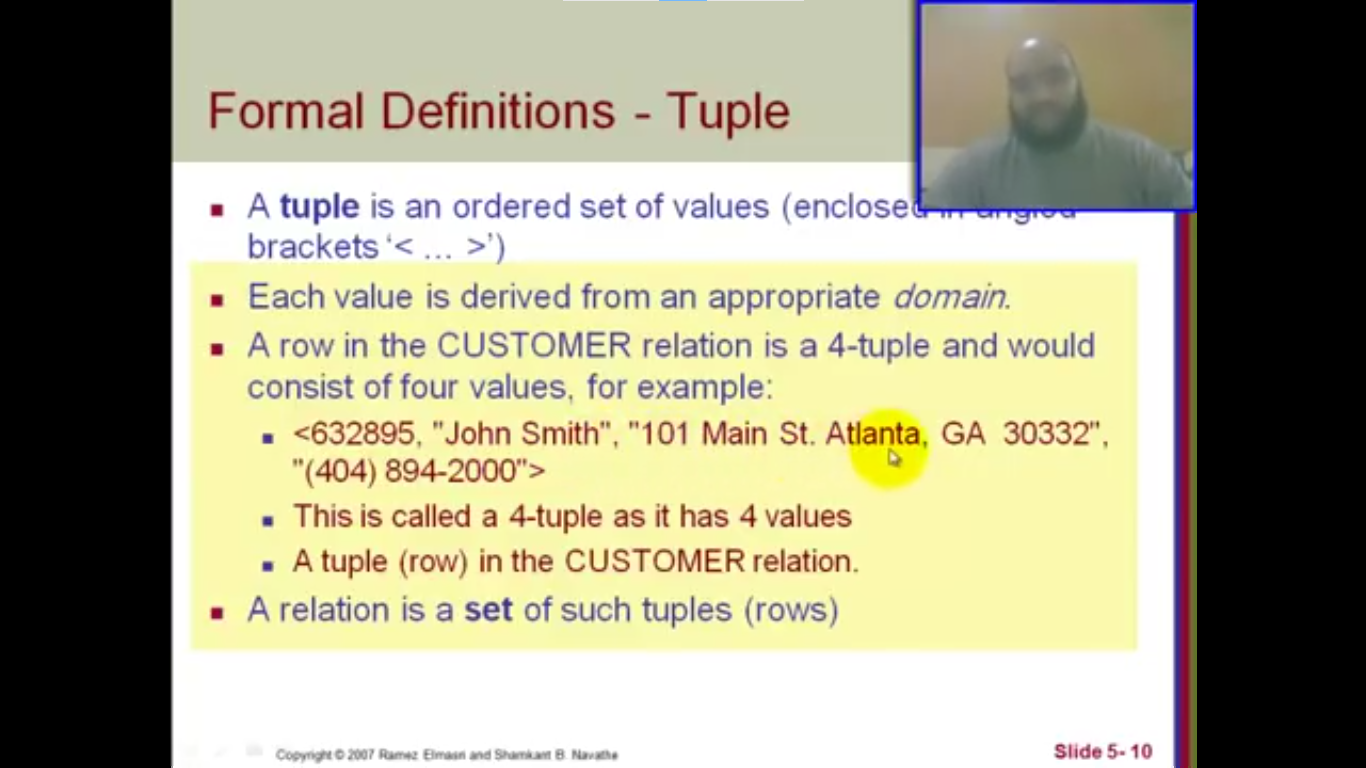 Formal Definitions - Tuple
A tuple is an ordered set of values (enclosed in angled
brackets ‘< ... >’)
Each value is derived from an appropriate domain.
A row in the CUSTOMER relation is a 4-tuple and would
consist of four values, for example:
<632895, "John Smith", "101 Main St. Atlanta, GA 30332",
"(404) 894-2000">
This is called a 4-tuple as it has 4 values
A tuple (row) in the CUSTOMER relation.
A relation is a set of such tuples (rows)
Copyright © 2007 Ramez Elmasri and Shamkant B. Navathe
Slide 5- 10